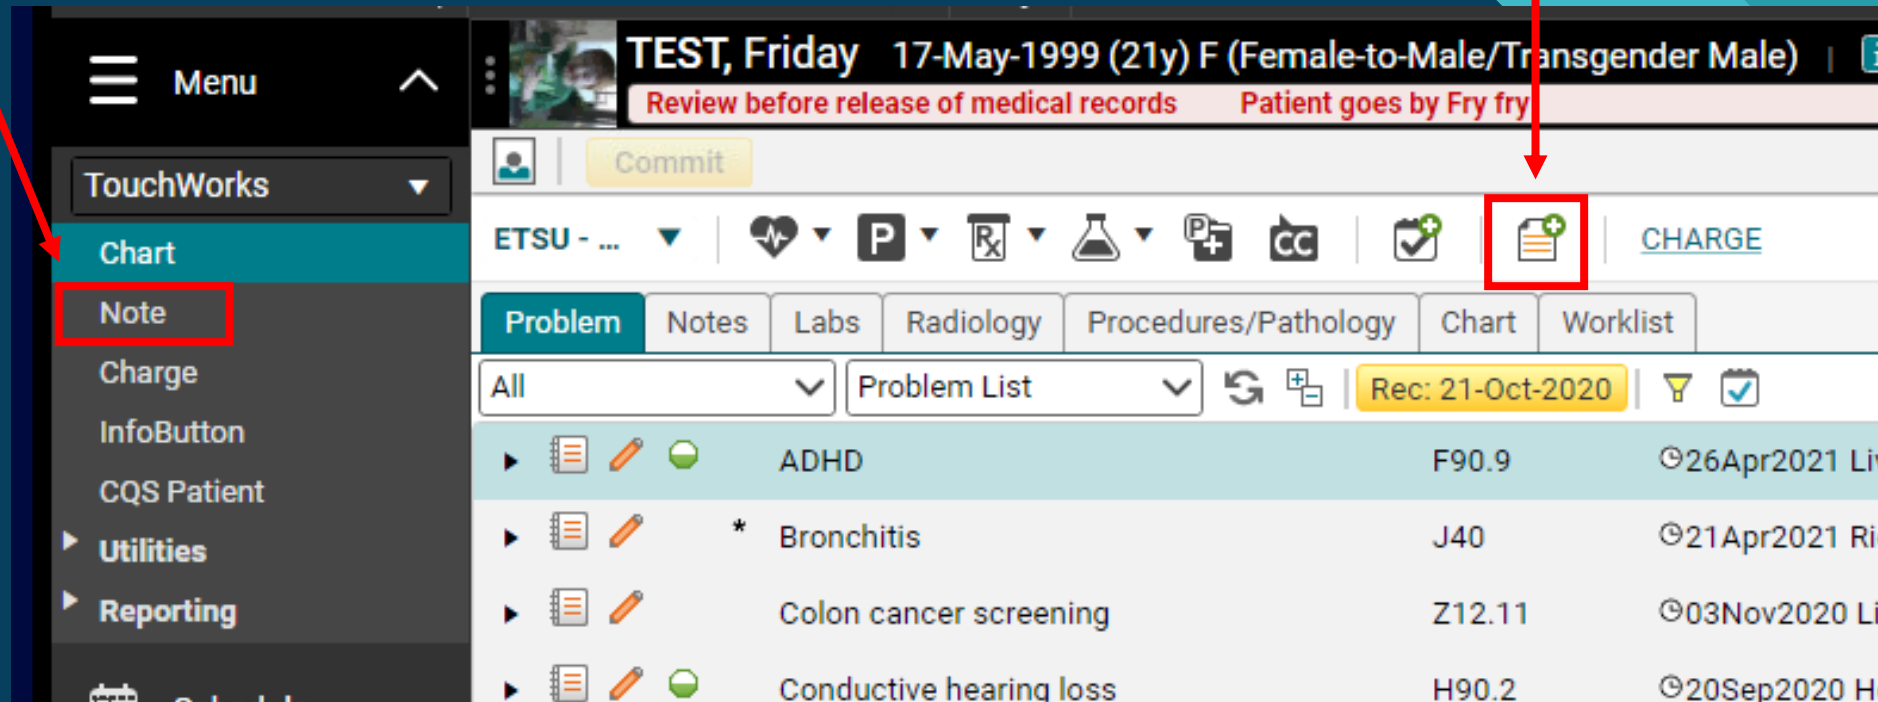 Menu
TouchWorks
Chart
Note
Charge
InfoButton
CQS Patient
Utilities
Reporting
TEST, Friday 17-May-1999 (21y) F (Female-to-Male/Transgender Male)
Review before release of medical records Patient goes by Fry fry
Commit
ETSU - ... P Rx P cc CHARGE
Problem Notes Labs Radiology Procedures/Pathology Chart Worklist
All Problem List Rec: 21-Oct-2020
ADHD F90.9 26Apr2021
* Bronchitis J40 21Apr2021
Colon cancer screening Z12.11 03Nov2020
Conductive hearing loss H90.2 20Sep2020